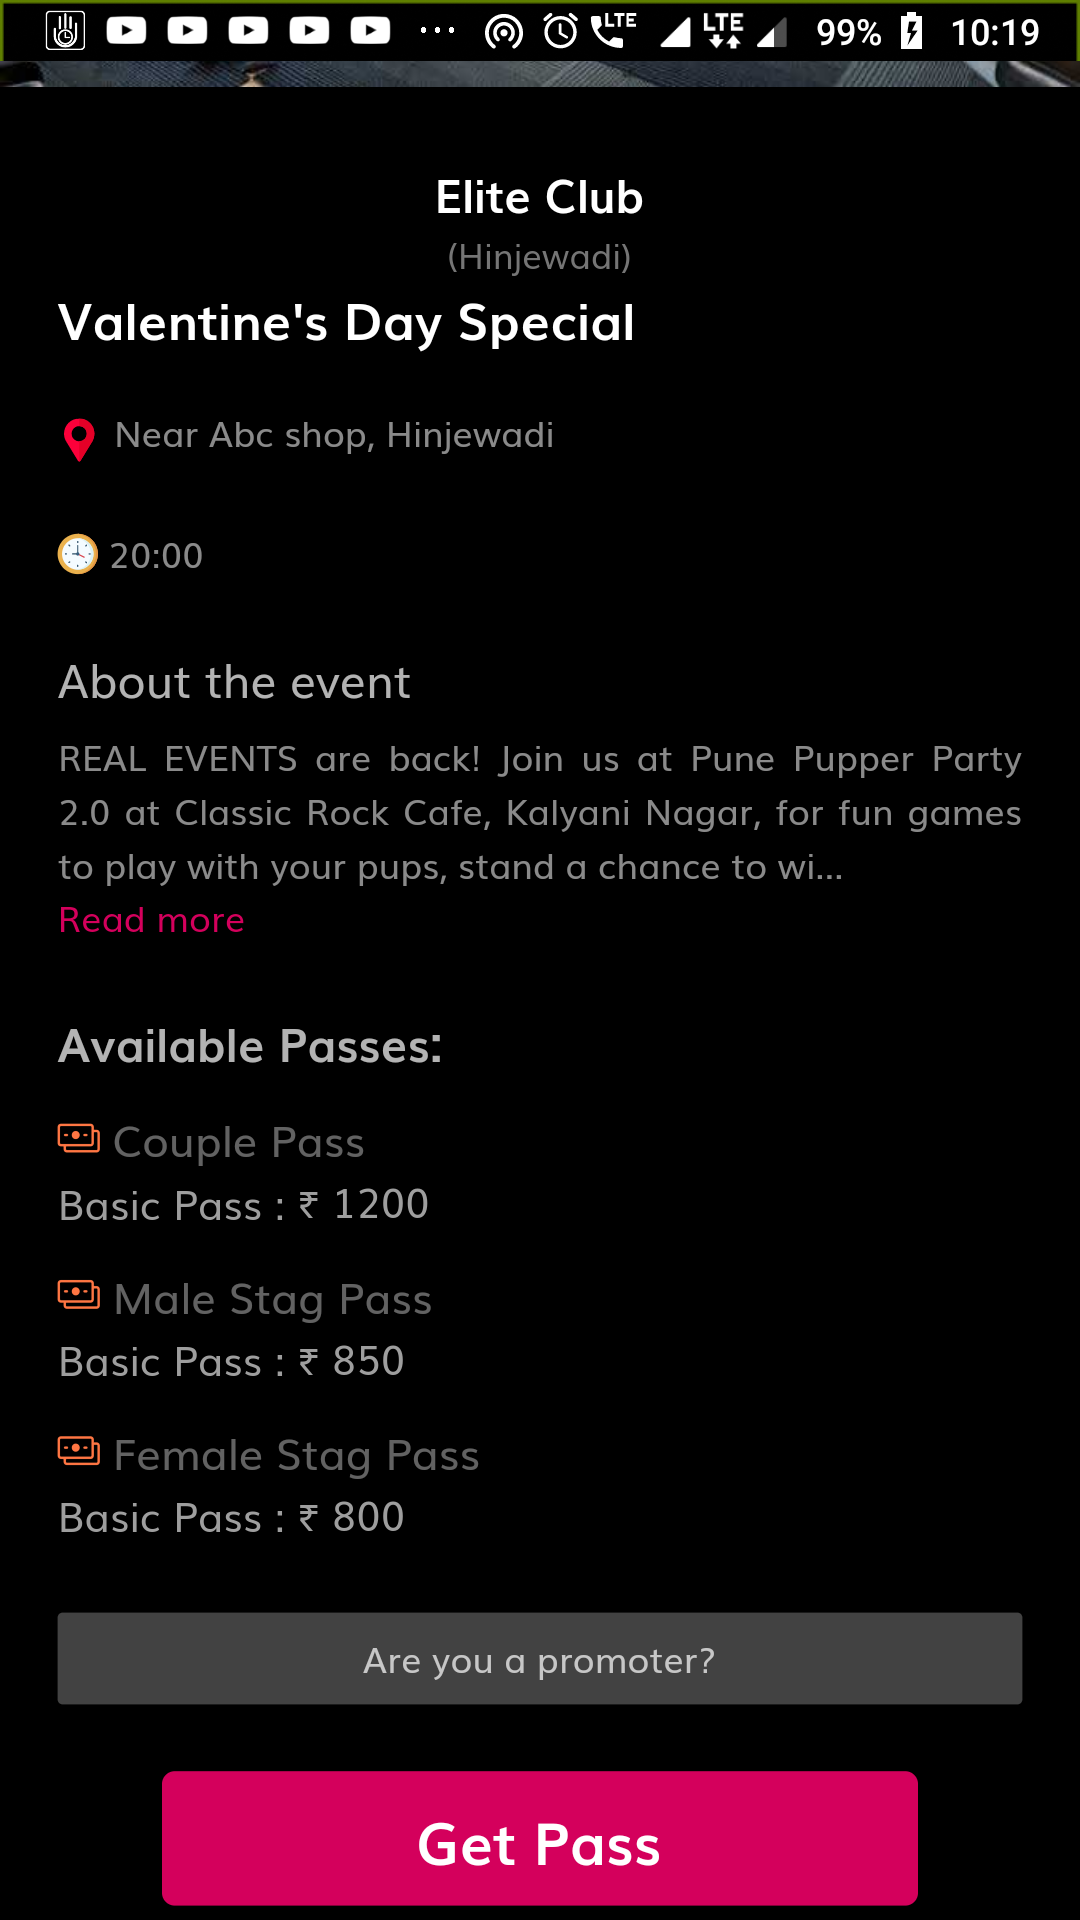 LTE LTE 99% 10:19
Elite Club
(Hinjewadi)
Valentine's Day Special
Near Abc shop, Hinjewadi
20:00
About the event
REAL EVENTS are back! Join us at Pune Pupper Party
2.0 at Classic Rock Cafe, Kalyani Nagar, for fun games
to play with your pups, stand a chance to wi...
Read more
Available Passes:
Couple Pass
Basic Pass : ₹ 1200
Male Stag Pass
Basic Pass : ₹ 850
Female Stag Pass
Basic Pass : ₹ 800
Are you a promoter?
Get Pass